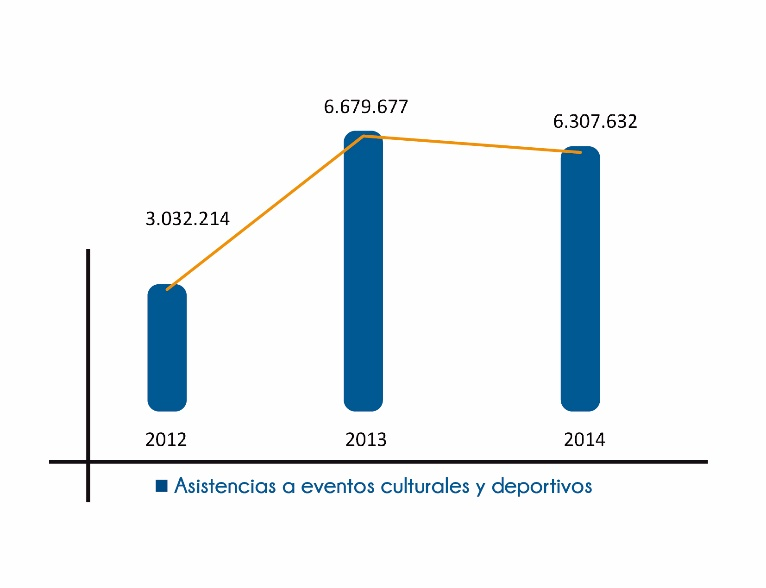 6.679.677
6.307.632
3.032.214
2012 2013 2014
Asistencias a eventos culturales y deportivos